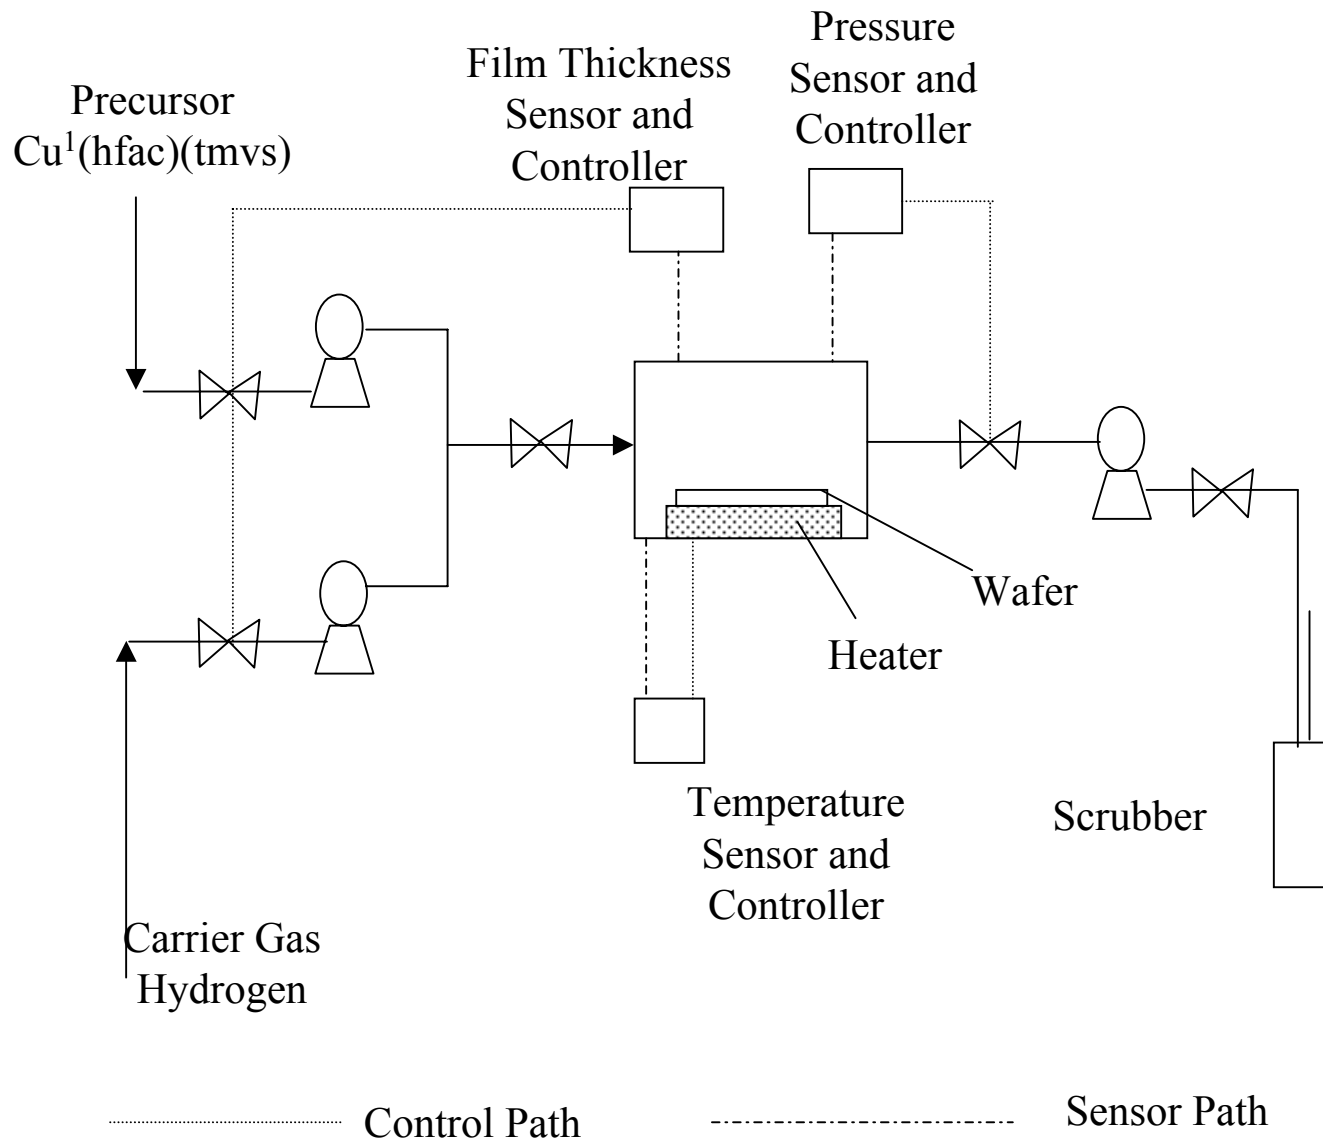 Precursor
Cu¹(hfac)(tmvs)
Film Thickness
Sensor and
Controller
Pressure
Sensor and
Controller
Wafer
Heater
Temperature
Sensor and
Controller
Scrubber
Carrier Gas
Hydrogen
Control Path
Sensor Path